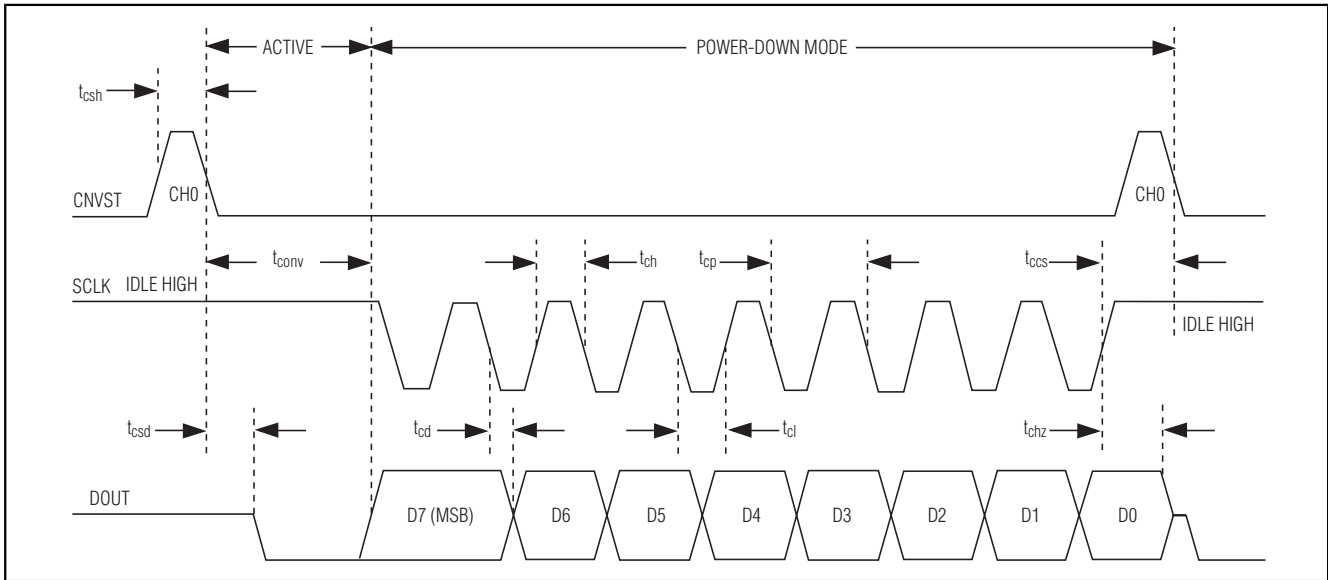 ACTIVE
POWER-DOWN MODE
tcsh
CNVST
CH0
CH0
tconv
tch
tcp
tccs
SCLK
IDLE HIGH
IDLE HIGH
tcsd
tcd
tcl
tchz
DOUT
D7 (MSB)
D6
D5
D4
D3
D2
D1
D0